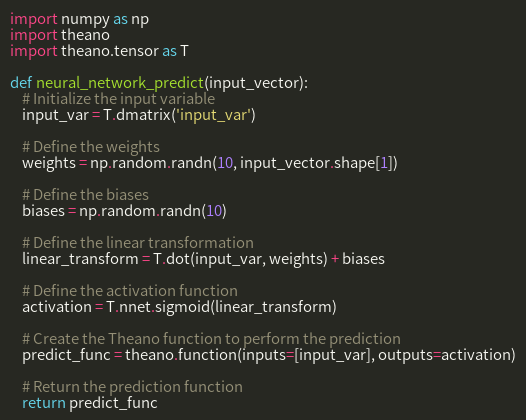 import numpy as np
import theano
import theano.tensor as T
def neural_network_predict(input_vector):
# Initialize the input variable
input_var = T.dmatrix('input_var')
# Define the weights
weights = np.random.randn(10, input_vector.shape[1])
# Define the biases
biases = np.random.randn(10)
# Define the linear transformation
linear_transform = T.dot(input_var, weights) + biases
# Define the activation function
activation = T.nnet.sigmoid(linear_transform)
# Create the Theano function to perform the prediction
predict_func = theano.function(inputs=[input_var], outputs=activation)
# Return the prediction function
return predict_func